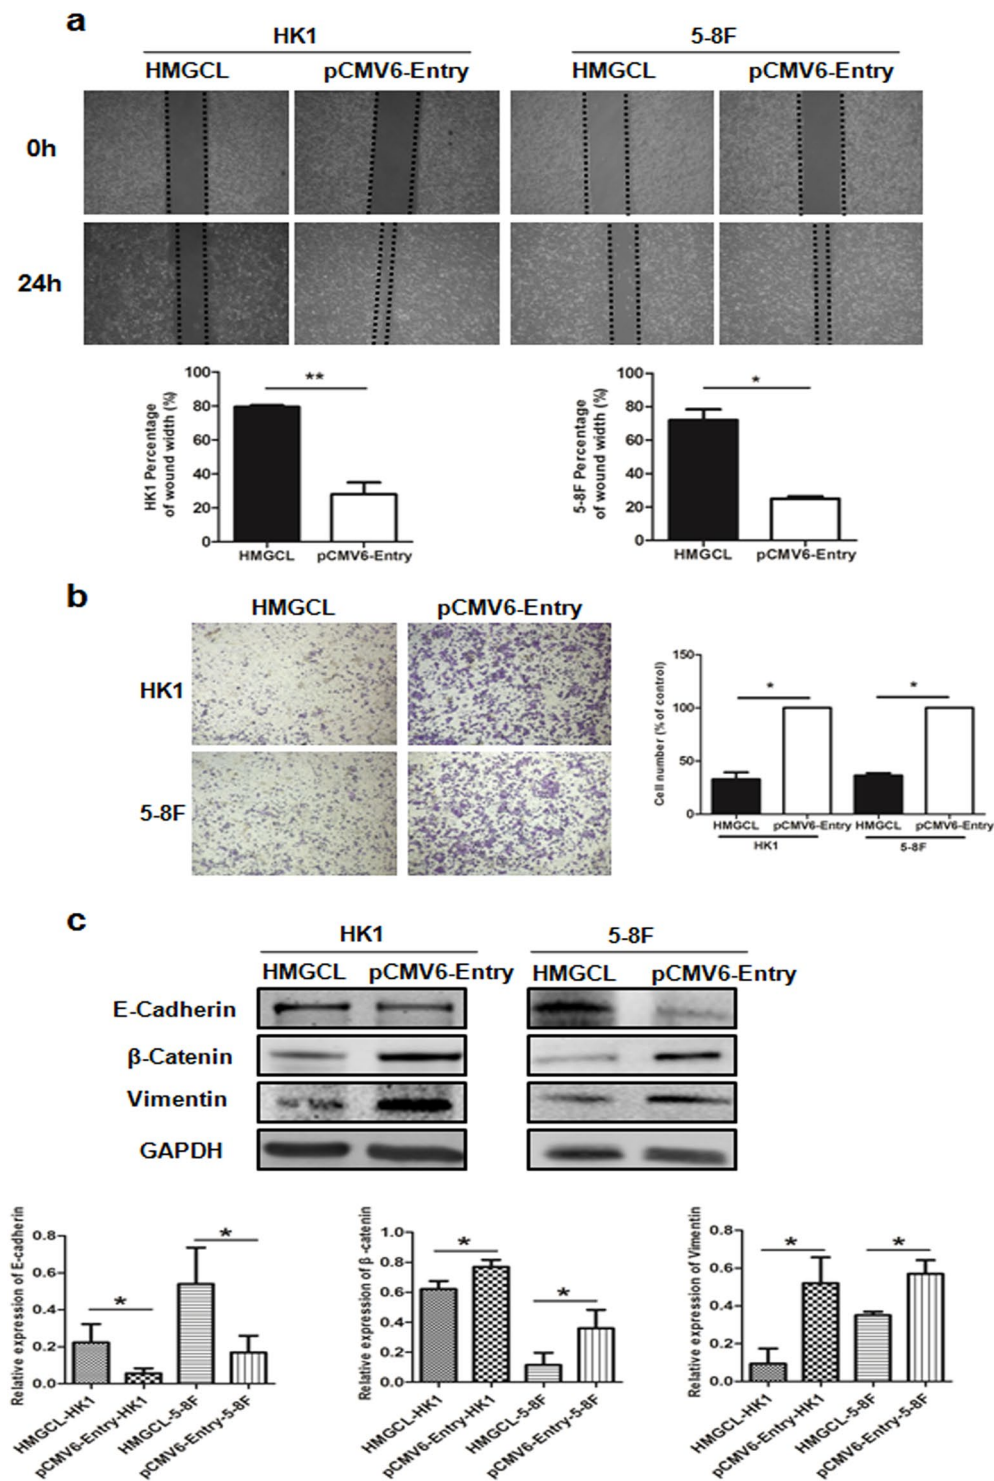 a
HK1 5-8F
HMGCL pCMV6-Entry HMGCL pCMV6-Entry
0h
24h
HK1 Percentage
of wound width (%)
100
80
60
40
20
0
**
HMGCL pCMV6-Entry
5-8F Percentage
of wound width (%)
100
80
60
40
20
0
*
HMGCL pCMV6-Entry
b
HMGCL pCMV6-Entry
HK1
5-8F
Cell number (% of control)
150
100
50
0
* *
HMGCL pCMV6-Entry HMGCL pCMV6-Entry
HK1 5-8F
c
HK1 5-8F
HMGCL pCMV6-Entry HMGCL pCMV6-Entry
E-Cadherin
β-Catenin
Vimentin
GAPDH
Relative expression of E-cadherin
0.8
0.6
0.4
0.2
0.0
* *
HMGCL-HK1
pCMV6-Entry-HK1
HMGCL-5-8F
pCMV6-Entry-5-8F
Relative expression of β -catenin
1.0
0.8
0.6
0.4
0.2
0.0
* *
HMGCL-HK1
pCMV6-Entry-HK1
HMGCL-5-8F
pCMV6-Entry-5-8F
Relative expression of Vimentin
0.8
0.6
0.4
0.2
0.0
* *
HMGCL-HK1
pCMV6-Entry-HK1
HMGCL-5-8F
pCMV6-Entry-5-8F